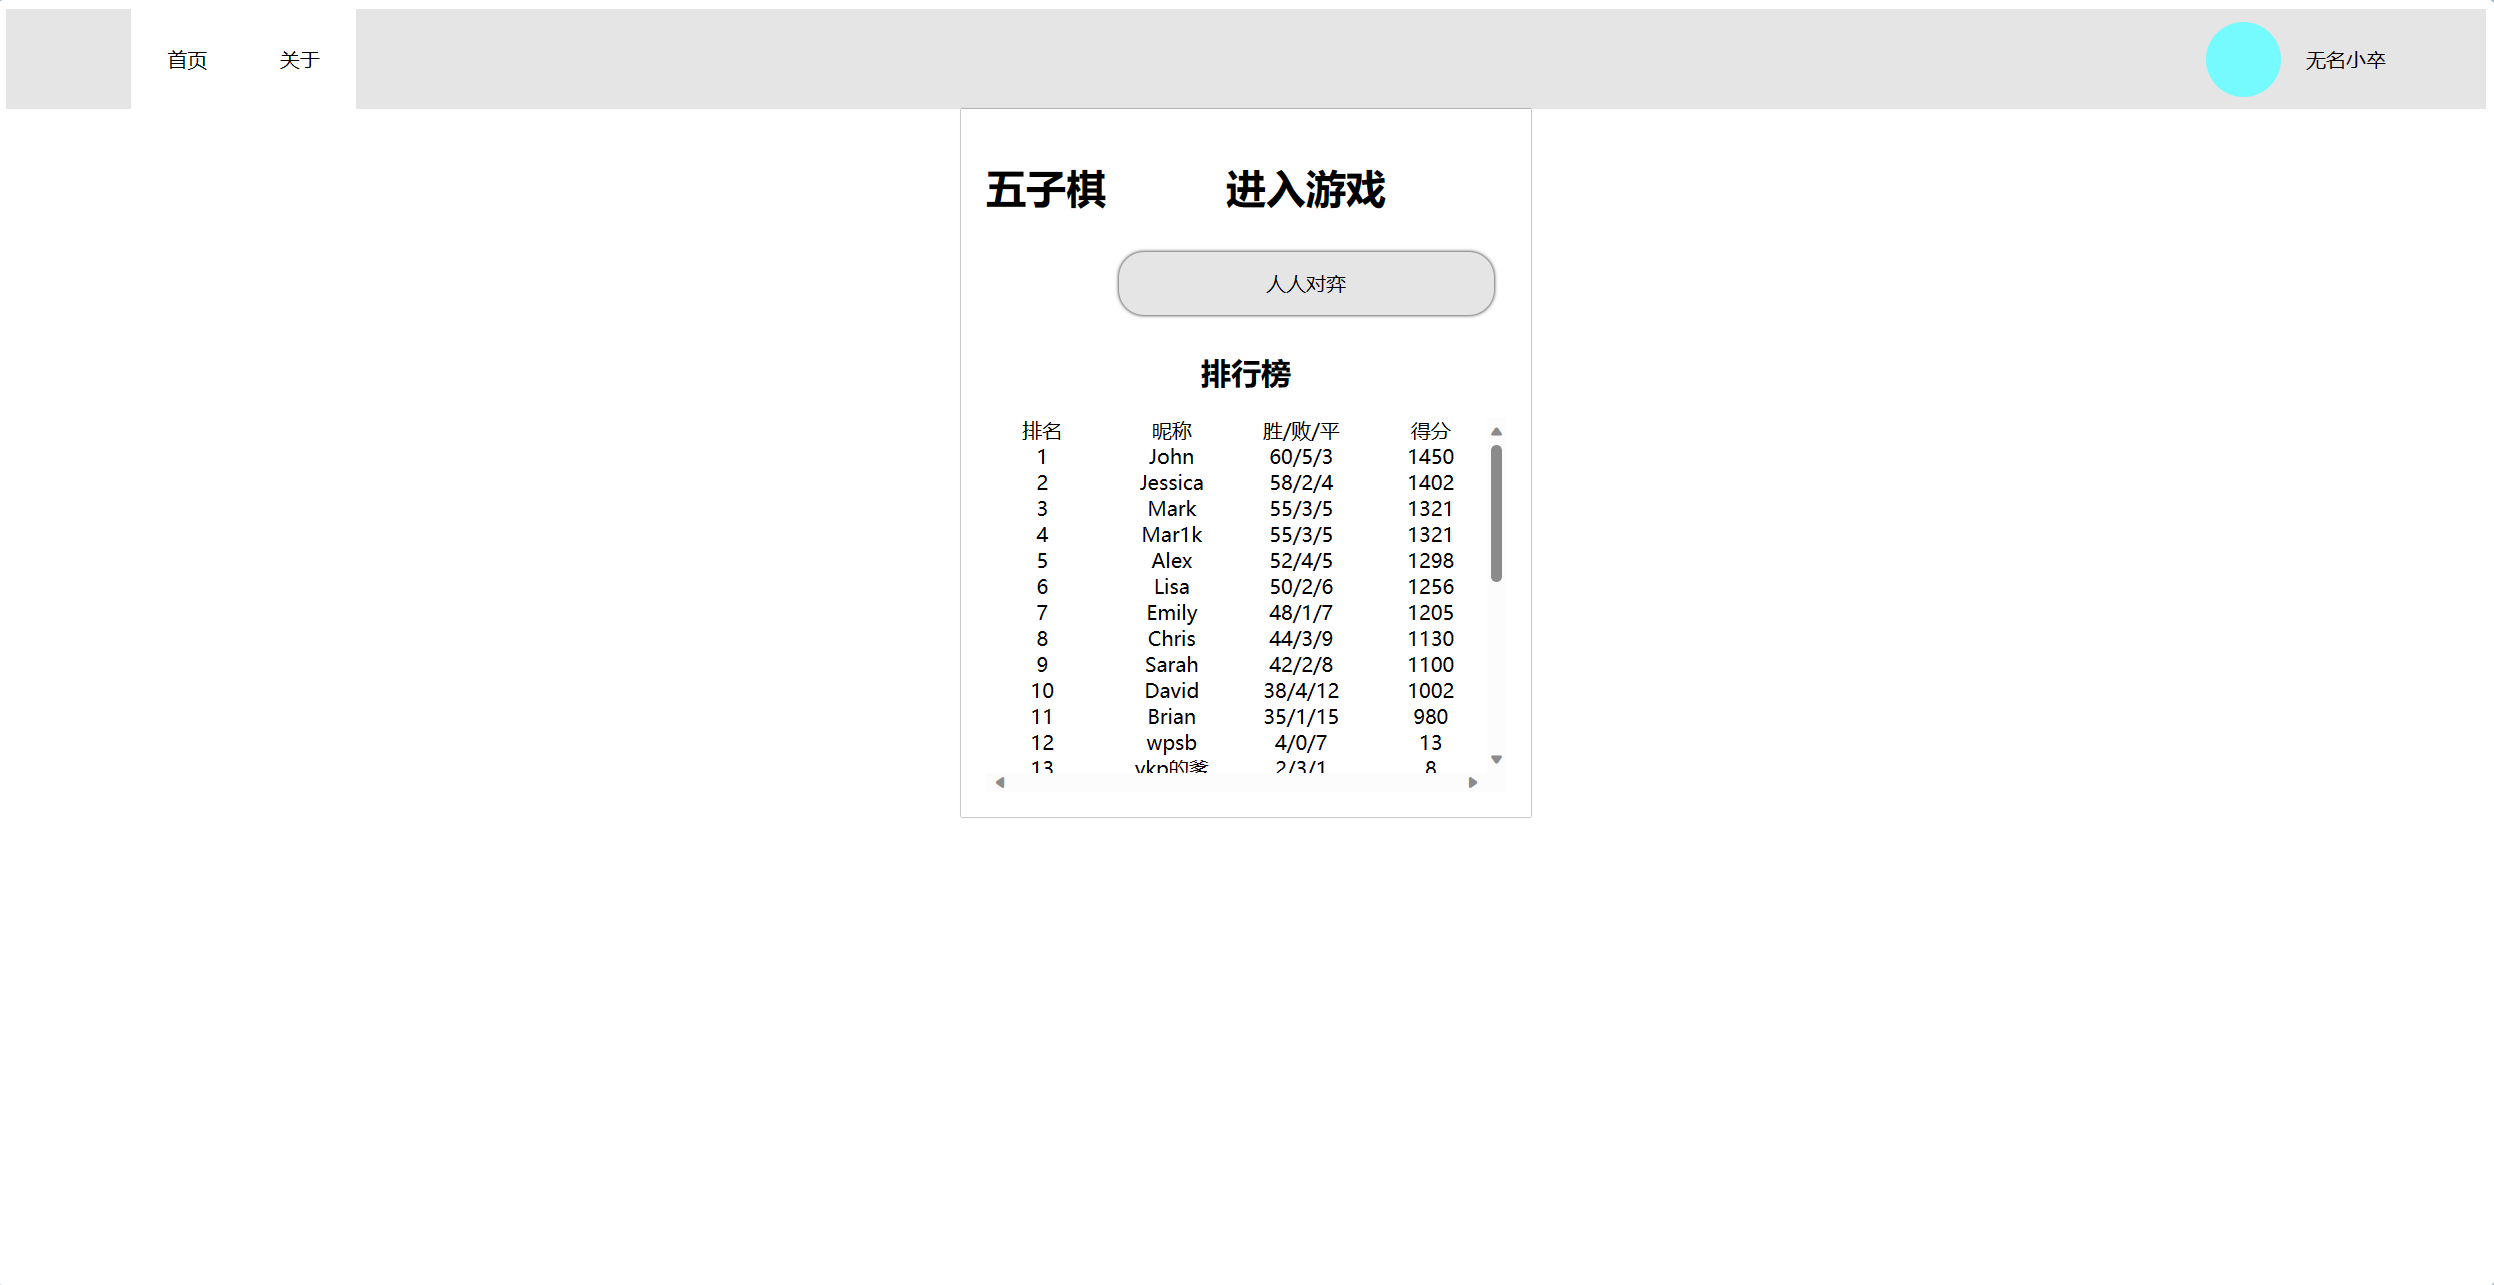 首页 关于 无名小卒
五子棋 进入游戏
人人对弈
排行榜
排名 昵称 胜/败/平 得分
1 John 60/5/3 1450
2 Jessica 58/2/4 1402
3 Mark 55/3/5 1321
4 Mar1k 55/3/5 1321
5 Alex 52/4/5 1298
6 Lisa 50/2/6 1256
7 Emily 48/1/7 1205
8 Chris 44/3/9 1130
9 Sarah 42/2/8 1100
10 David 38/4/12 1002
11 Brian 35/1/15 980
12 wpsb 4/0/7 13
13 2/3/1 8